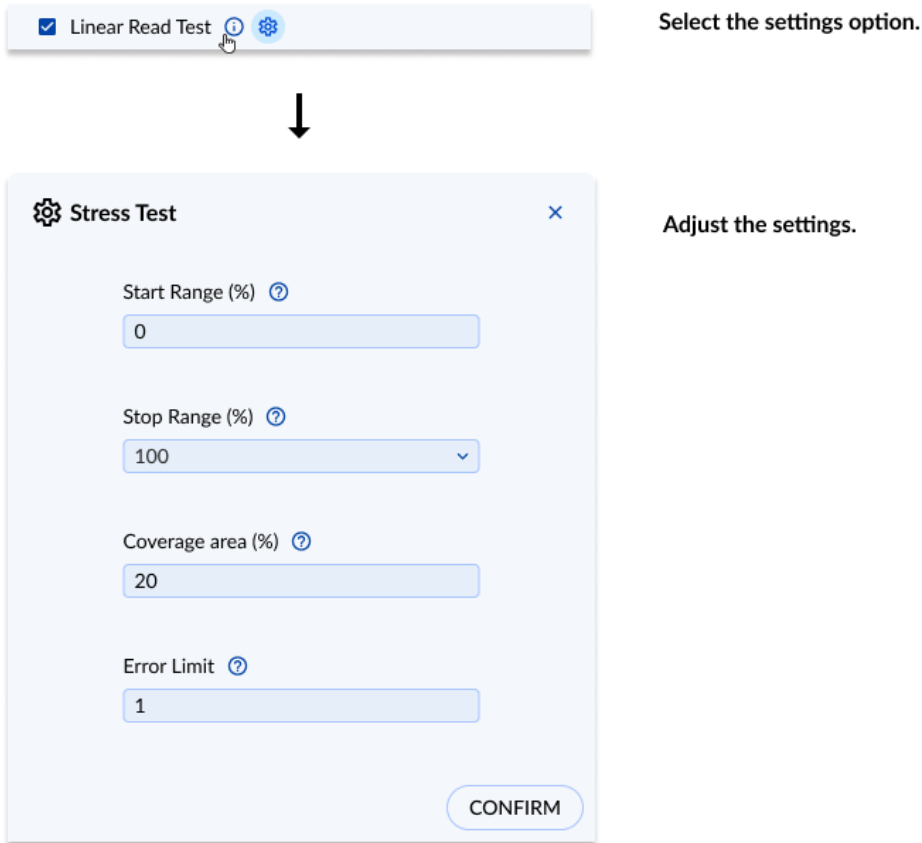 Linear Read Test
Select the settings option.
Stress Test
Adjust the settings.
Start Range (%)
0
Stop Range (%)
100
Coverage area (%)
20
Error Limit
1
CONFIRM